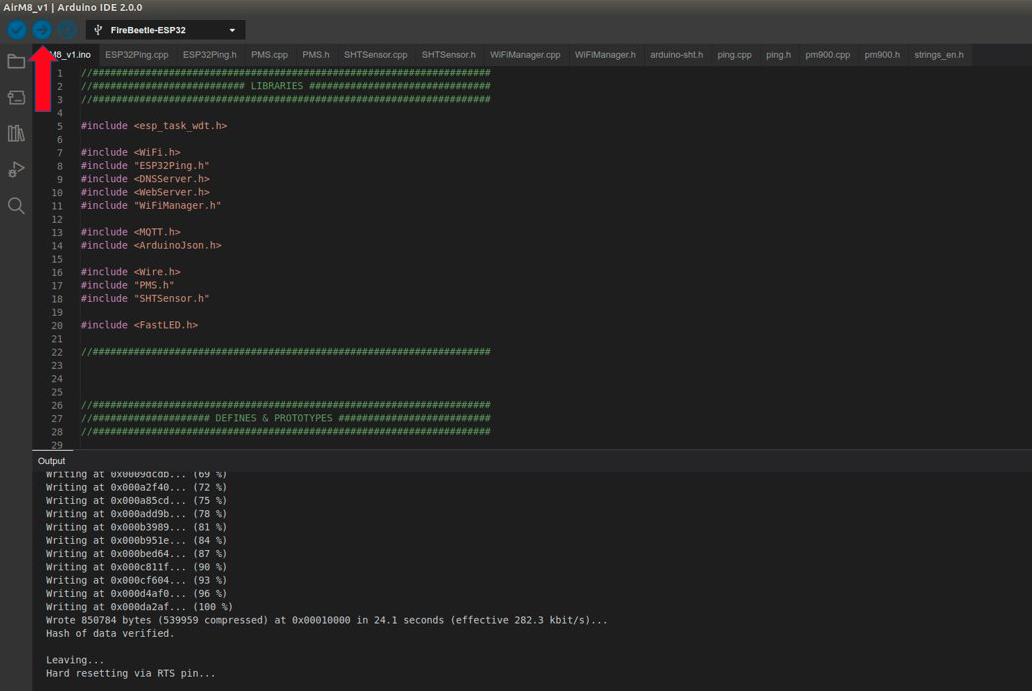 AirM8_v1 | Arduino IDE 2.0.0
FireBeetle-ESP32
M8_v1.ino ESP32Ping.cpp ESP32Ping.h PMS.cpp PMS.h SHTSensor.cpp SHTSensor.h WiFiManager.cpp WiFiManager.h arduino-sht.h ping.cpp ping.h pm900.cpp pm900.h strings_en.h
1 //####################################################################
2 //########################## LIBRARIES ###############################
3 //####################################################################
4
5 #include <esp_task_wdt.h>
6
7 #include <WiFi.h>
8 #include "ESP32Ping.h"
9 #include <DNSServer.h>
10 #include <WebServer.h>
11 #include "WiFiManager.h"
12
13 #include <MQTT.h>
14 #include <ArduinoJson.h>
15
16 #include <Wire.h>
17 #include "PMS.h"
18 #include "SHTSensor.h"
19
20 #include <FastLED.h>
21
22 //####################################################################
23
24
25
26 //####################################################################
27 //#################### DEFINES & PROTOTYPES ##########################
28 //####################################################################
29
Output
Writing at 0x0009dcdb... (69 %)
Writing at 0x000a2f40... (72 %)
Writing at 0x000a85cd... (75 %)
Writing at 0x000add9b... (78 %)
Writing at 0x000b3989... (81 %)
Writing at 0x000b951e... (84 %)
Writing at 0x000bed64... (87 %)
Writing at 0x000c811f... (90 %)
Writing at 0x000cf604... (93 %)
Writing at 0x000d4af0... (96 %)
Writing at 0x000da2af... (100 %)
Wrote 850784 bytes (539959 compressed) at 0x00010000 in 24.1 seconds (effective 282.3 kbit/s)...
Hash of data verified.
Leaving...
Hard resetting via RTS pin...